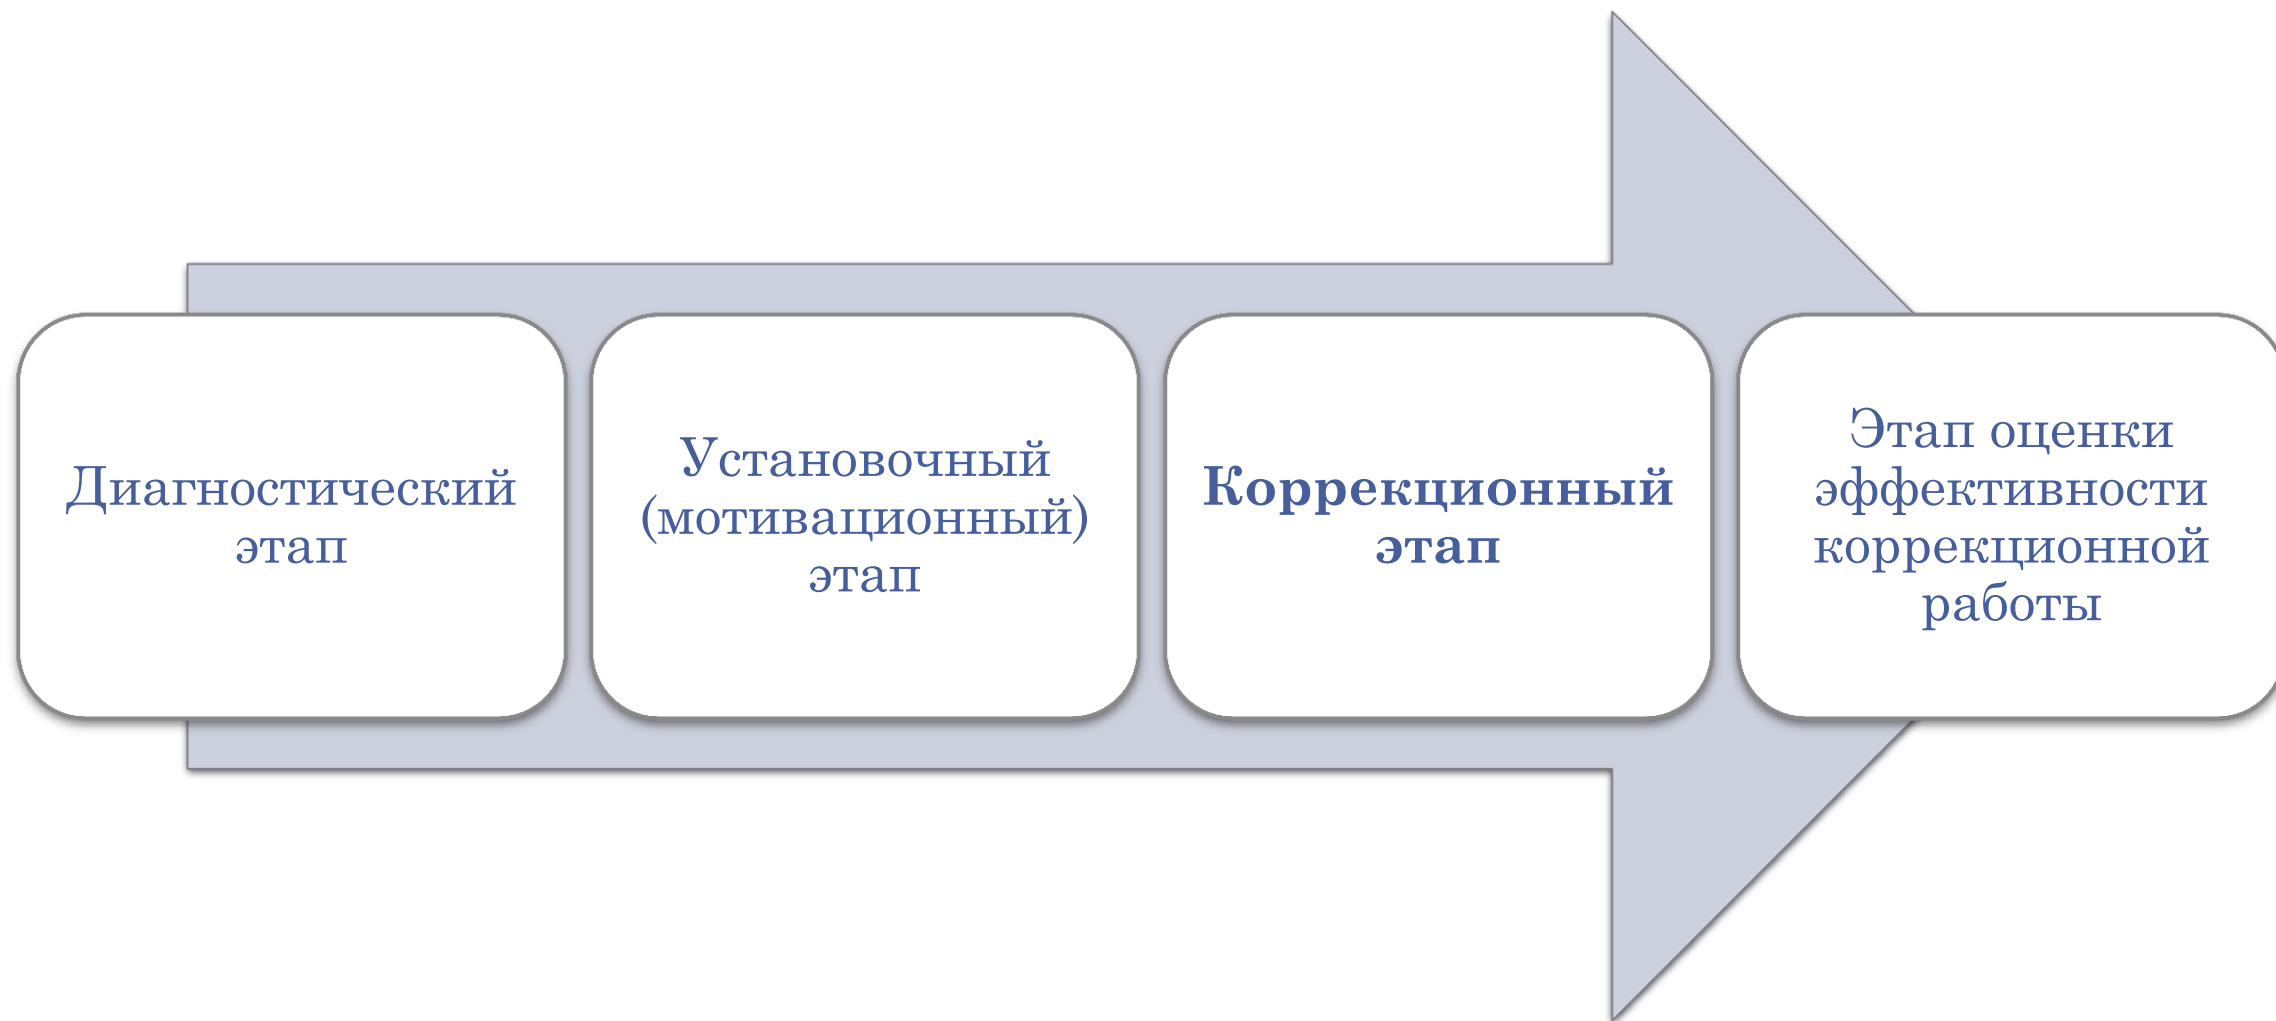 Диагностический
этап
Установочный
(мотивационный)
этап
Коррекционный
этап
Этап оценки
эффективности
коррекционной
работы